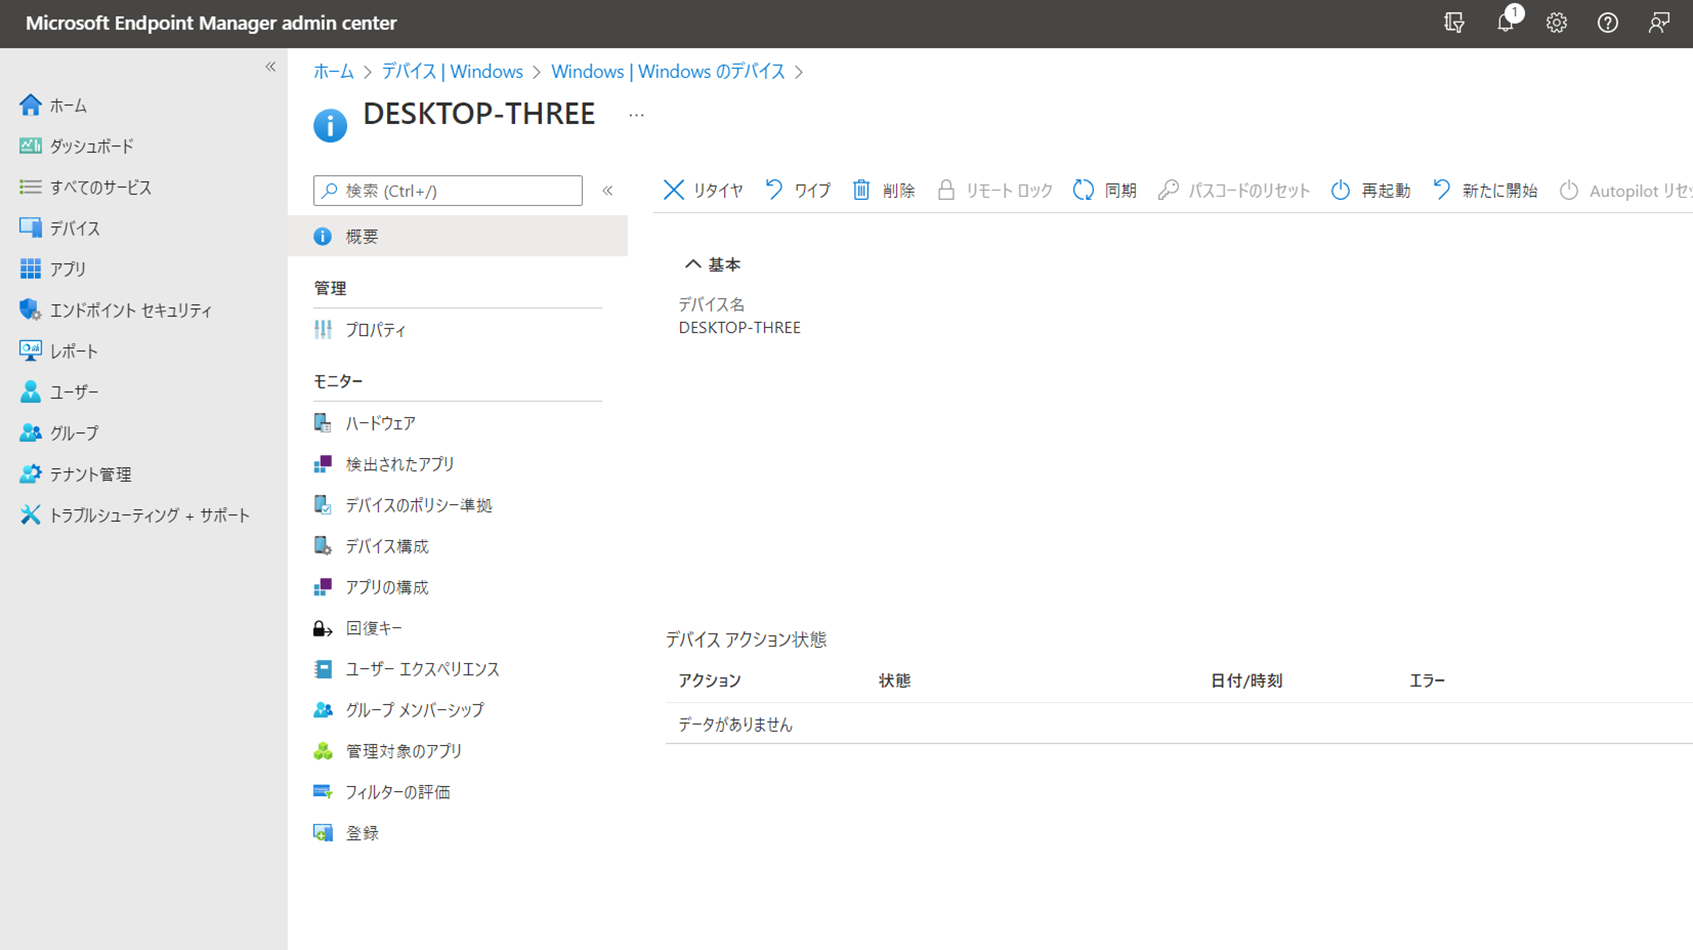 Microsoft Endpoint Manager admin center
1
«
ホーム
ダッシュボード
すべてのサービス
デバイス
アプリ
エンドポイント セキュリティ
レポート
ユーザー
グループ
テナント管理
トラブルシューティング + サポート
ホーム > デバイス | Windows > Windows | Windows のデバイス >
DESKTOP-THREE ...
検索 (Ctrl+/)
«
概要
管理
プロパティ
モニター
ハードウェア
検出されたアプリ
デバイスのポリシー準拠
デバイス構成
アプリの構成
回復キー
ユーザー エクスペリエンス
グループ メンバーシップ
管理対象のアプリ
フィルターの評価
登録
リタイヤ ワイプ 削除 リモート ロック 同期 パスコードのリセット 再起動 新たに開始 Autopilot リセッ
基本
デバイス名
DESKTOP-THREE
デバイス アクション状態
アクション 状態 日付/時刻 エラー
データがありません